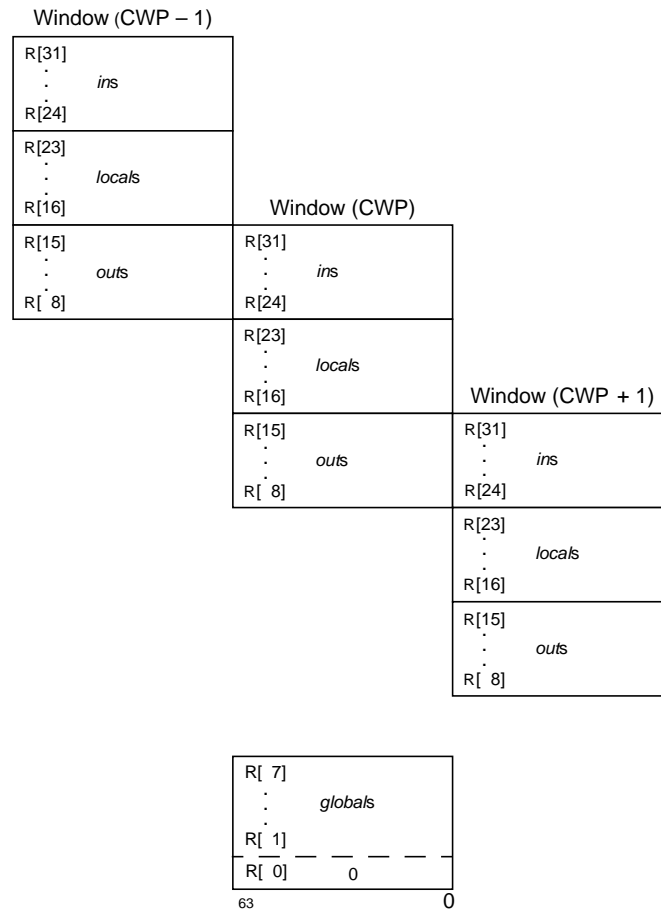 Window (CWP – 1)
R[31]
ins
R[24]
R[23]
locals
R[16]
R[15]
outs
R[ 8]
Window (CWP)
R[31]
ins
R[24]
R[23]
locals
R[16]
R[15]
outs
R[ 8]
Window (CWP + 1)
R[31]
ins
R[24]
R[23]
locals
R[16]
R[15]
outs
R[ 8]
R[ 7]
globals
R[ 1]
R[ 0] 0
63 0